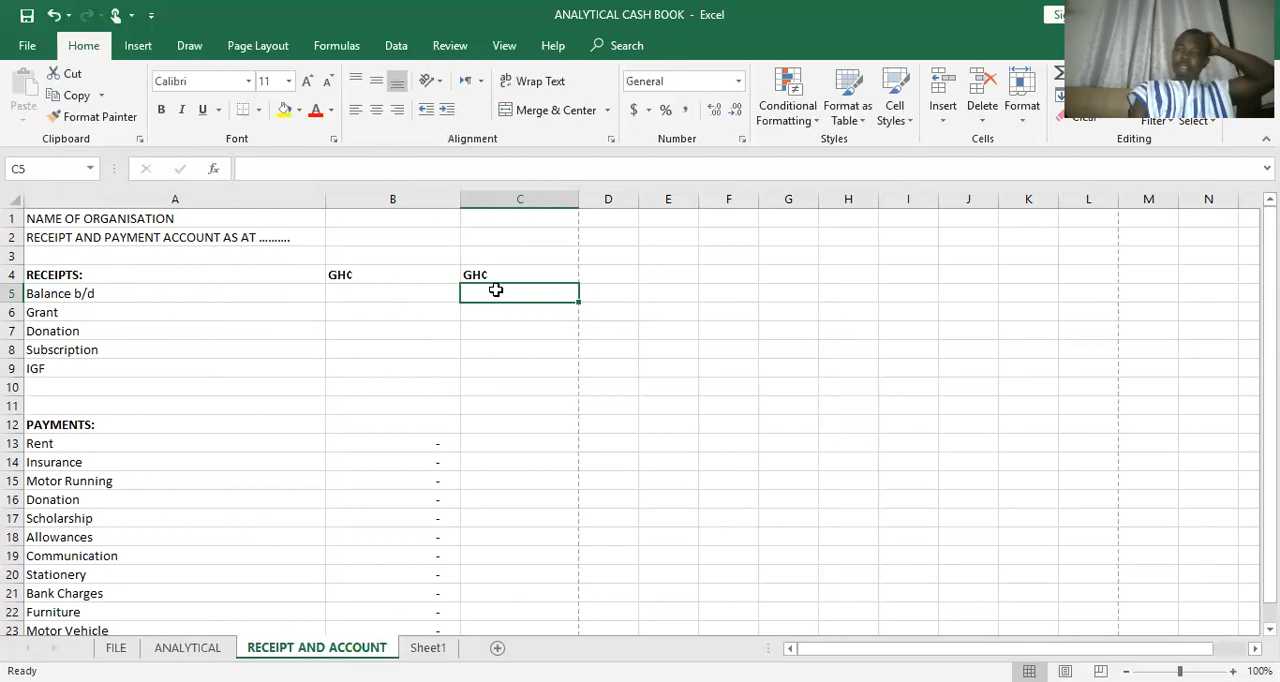 ANALYTICAL CASH BOOK - Excel
File Home Insert Draw Page Layout Formulas Data Review View Help Search
Paste
Cut
Copy
Format Painter
Clipboard
Calibri 11
B I U
Font
Wrap Text
Merge & Center
Alignment
General
$ % ,
Number
Conditional Formatting
Format as Table
Cell Styles
Styles
Insert Delete Format
Cells
Clear
Filter Select
Editing
C5 fx
A B C D E F G H I J K L M N
1 NAME OF ORGANISATION
2 RECEIPT AND PAYMENT ACCOUNT AS AT ..........
3
4 RECEIPTS: GH₵ GH₵
5 Balance b/d
6 Grant
7 Donation
8 Subscription
9 IGF
10
11
12 PAYMENTS:
13 Rent -
14 Insurance -
15 Motor Running -
16 Donation -
17 Scholarship -
18 Allowances -
19 Communication -
20 Stationery -
21 Bank Charges -
22 Furniture -
23 Motor Vehicle -
FILE ANALYTICAL RECEIPT AND ACCOUNT Sheet1
Ready 100%